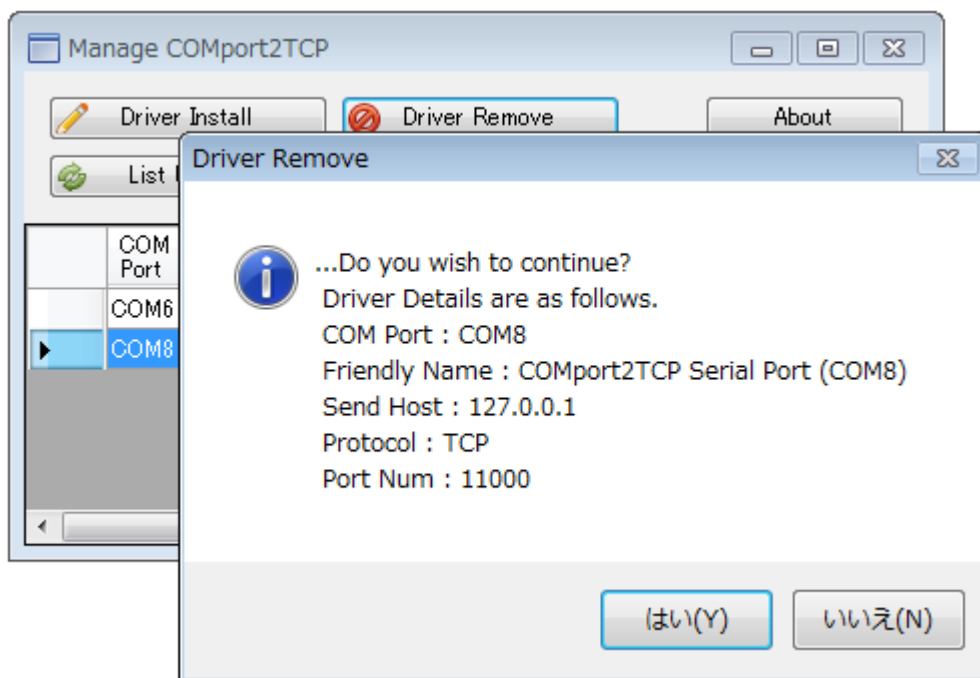 Manage COMport2TCP
Driver Install
Driver Remove
About
List
COM
Port
COM6
COM8
Driver Remove
...Do you wish to continue?
Driver Details are as follows.
COM Port : COM8
Friendly Name : COMport2TCP Serial Port (COM8)
Send Host : 127.0.0.1
Protocol : TCP
Port Num : 11000
はい(Y)
いいえ(N)